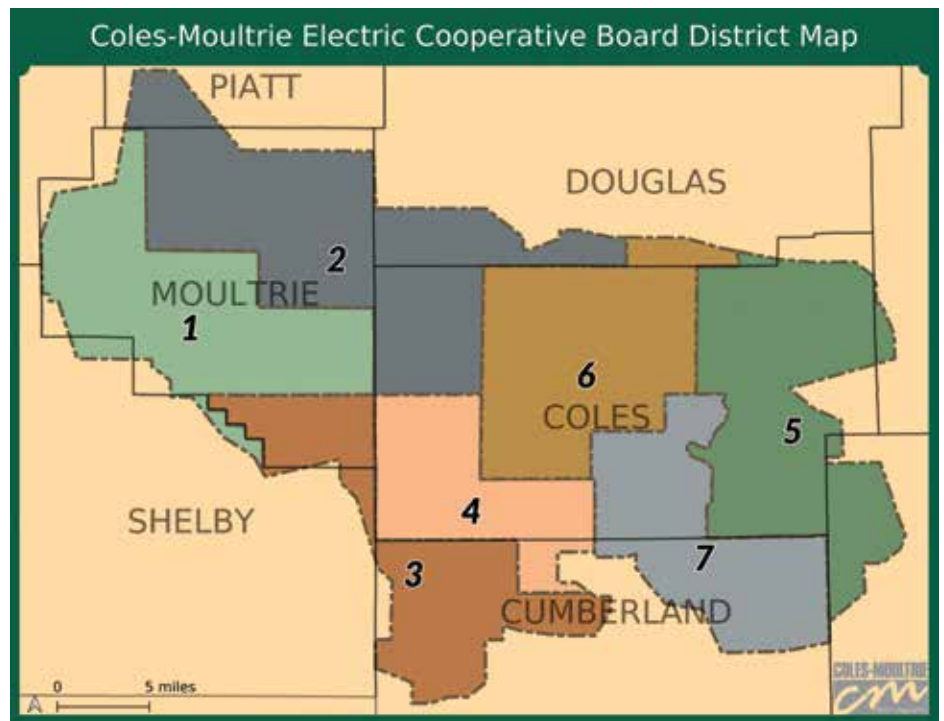 Coles-Moultrie Electric Cooperative Board District Map
PIATT
DOUGLAS
2
MOULTRIE
1
6
COLES
5
4
SHELBY
7
3
CUMBERLAND
0 5 miles
A
COLES-MOULTRIE
cm